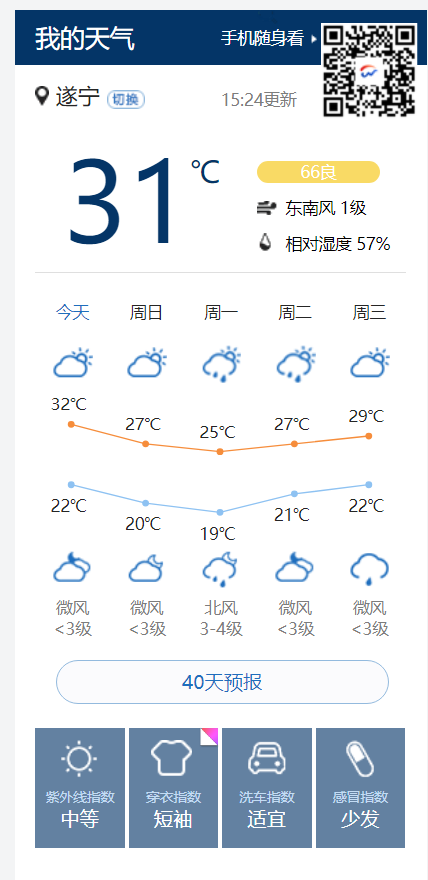 我的天气 手机随身看
遂宁 切换 15:24更新
31℃
66良
东南风 1级
相对湿度 57%
今天 周日 周一 周二 周三
32℃ 27℃ 25℃ 27℃ 29℃
22℃ 20℃ 19℃ 21℃ 22℃
微风 微风 北风 微风 微风
<3级 <3级 3-4级 <3级 <3级
40天预报
紫外线指数 穿衣指数 洗车指数 感冒指数
中等 短袖 适宜 少发